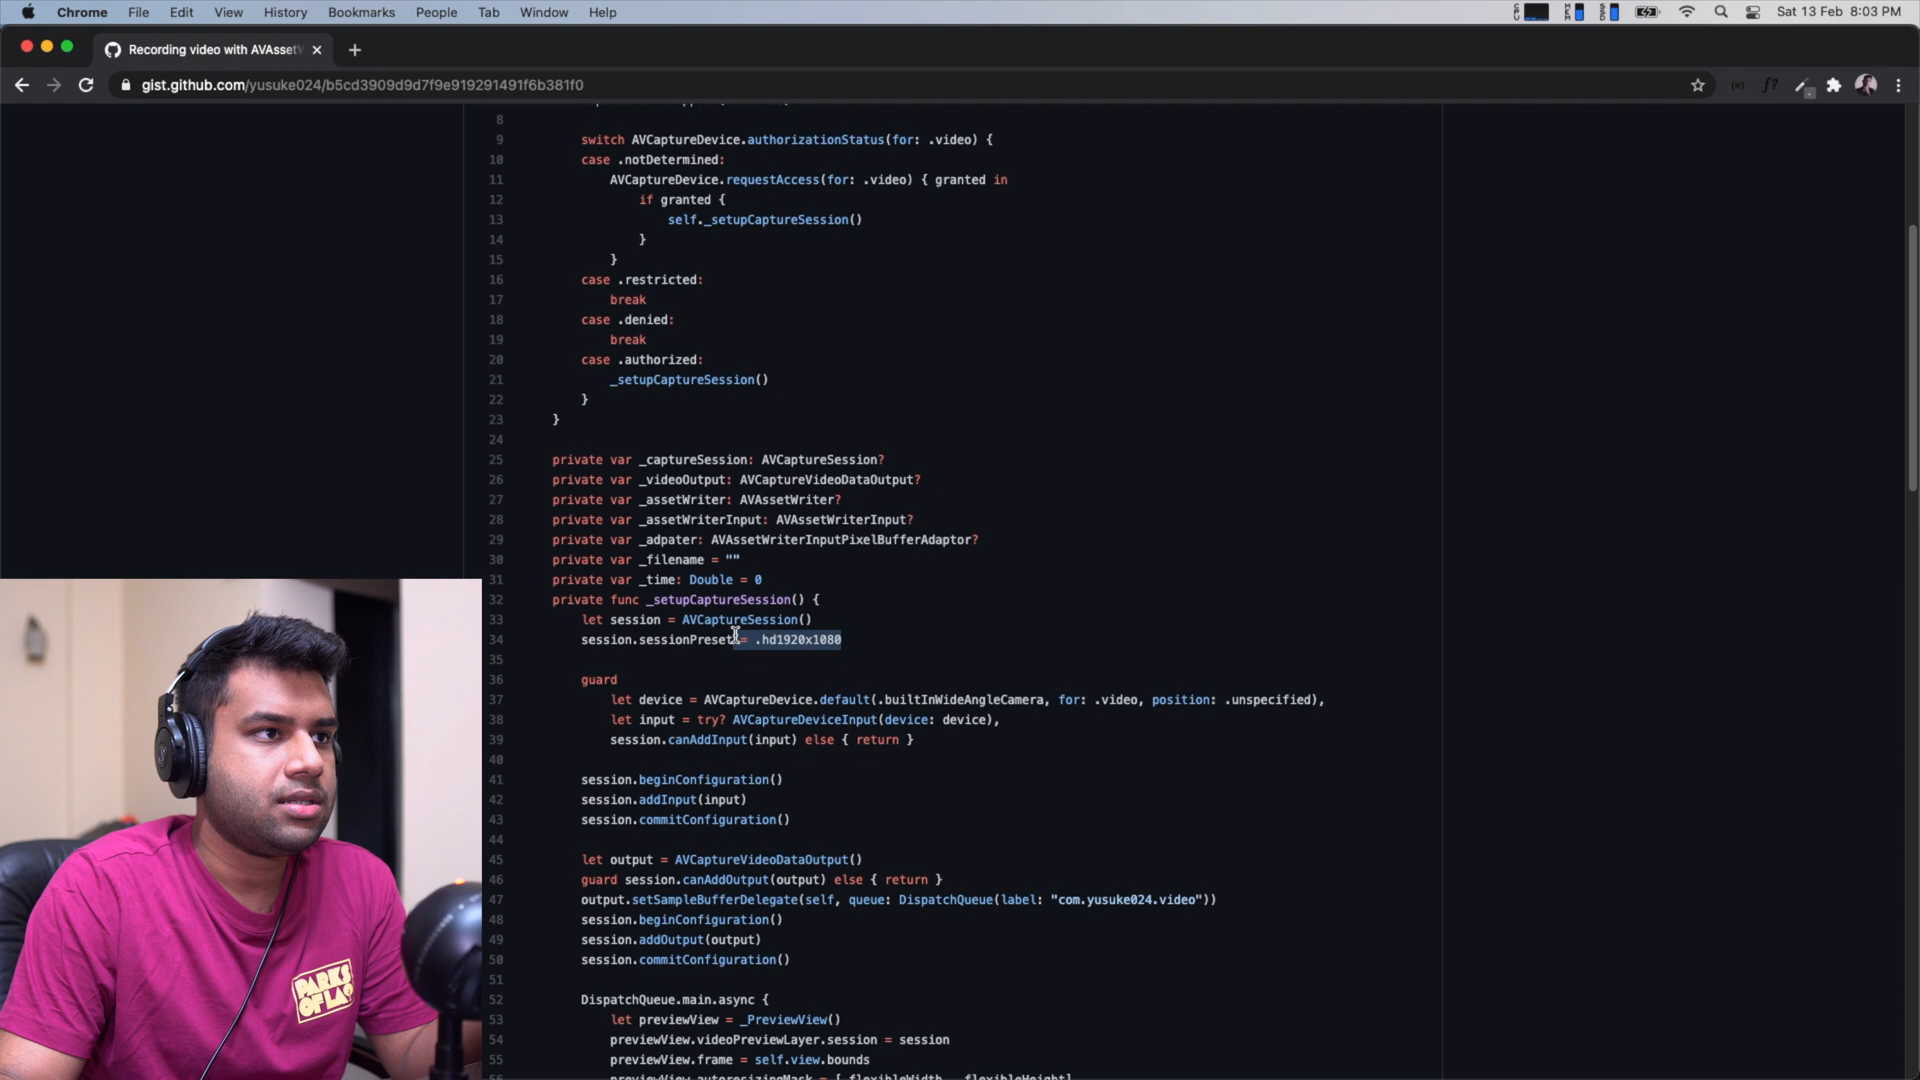 Chrome File Edit View History Bookmarks People Tab Window Help Sat 13 Feb 8:03 PM
Recording video with AVAsset
gist.github.com/yusuke024/b5cd3909d9d7f9e919291491f6b381f0
8
9 switch AVCaptureDevice.authorizationStatus(for: .video) {
10 case .notDetermined:
11 AVCaptureDevice.requestAccess(for: .video) { granted in
12 if granted {
13 self._setupCaptureSession()
14 }
15 }
16 case .restricted:
17 break
18 case .denied:
19 break
20 case .authorized:
21 _setupCaptureSession()
22 }
23 }
24
25 private var _captureSession: AVCaptureSession?
26 private var _videoOutput: AVCaptureVideoDataOutput?
27 private var _assetWriter: AVAssetWriter?
28 private var _assetWriterInput: AVAssetWriterInput?
29 private var _adpater: AVAssetWriterInputPixelBufferAdaptor?
30 private var _filename = ""
31 private var _time: Double = 0
32 private func _setupCaptureSession() {
33 let session = AVCaptureSession()
34 session.sessionPreset = .hd1920x1080
35
36 guard
37 let device = AVCaptureDevice.default(.builtInWideAngleCamera, for: .video, position: .unspecified),
38 let input = try? AVCaptureDeviceInput(device: device),
39 session.canAddInput(input) else { return }
40
41 session.beginConfiguration()
42 session.addInput(input)
43 session.commitConfiguration()
44
45 let output = AVCaptureVideoDataOutput()
46 guard session.canAddOutput(output) else { return }
47 output.setSampleBufferDelegate(self, queue: DispatchQueue(label: "com.yusuke024.video"))
48 session.beginConfiguration()
49 session.addOutput(output)
50 session.commitConfiguration()
51
52 DispatchQueue.main.async {
53 let previewView = _PreviewView()
54 previewView.videoPreviewLayer.session = session
55 previewView.frame = self.view.bounds
56 previewView.autoresizingMask = [.flexibleWidth, .flexibleHeight]
PARKS
OF LA